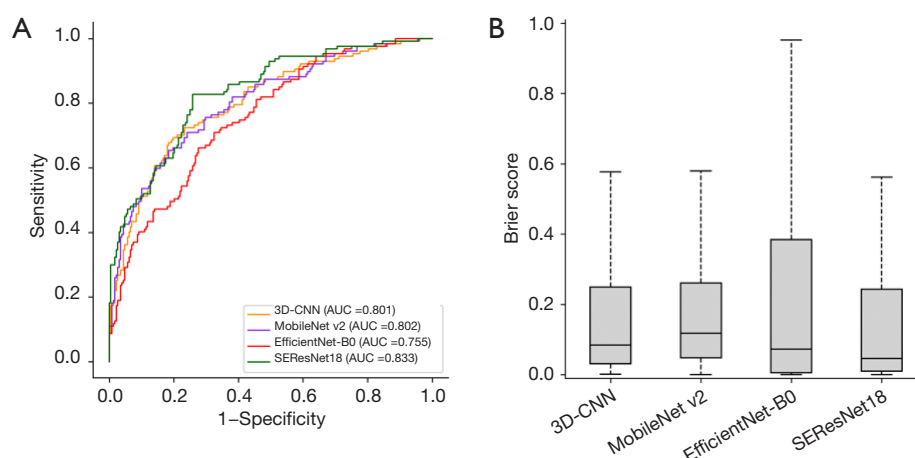 A
1.0
0.8
0.6
0.4
0.2
0.0
Sensitivity
3D-CNN (AUC =0.801)
MobileNet v2 (AUC =0.802)
EfficientNet-B0 (AUC =0.755)
SEResNet18 (AUC =0.833)
0.0 0.2 0.4 0.6 0.8 1.0
1–Specificity
B
1.0
0.8
0.6
0.4
0.2
0.0
Brier score
3D-CNN
MobileNet v2
EfficientNet-B0
SEResNet18